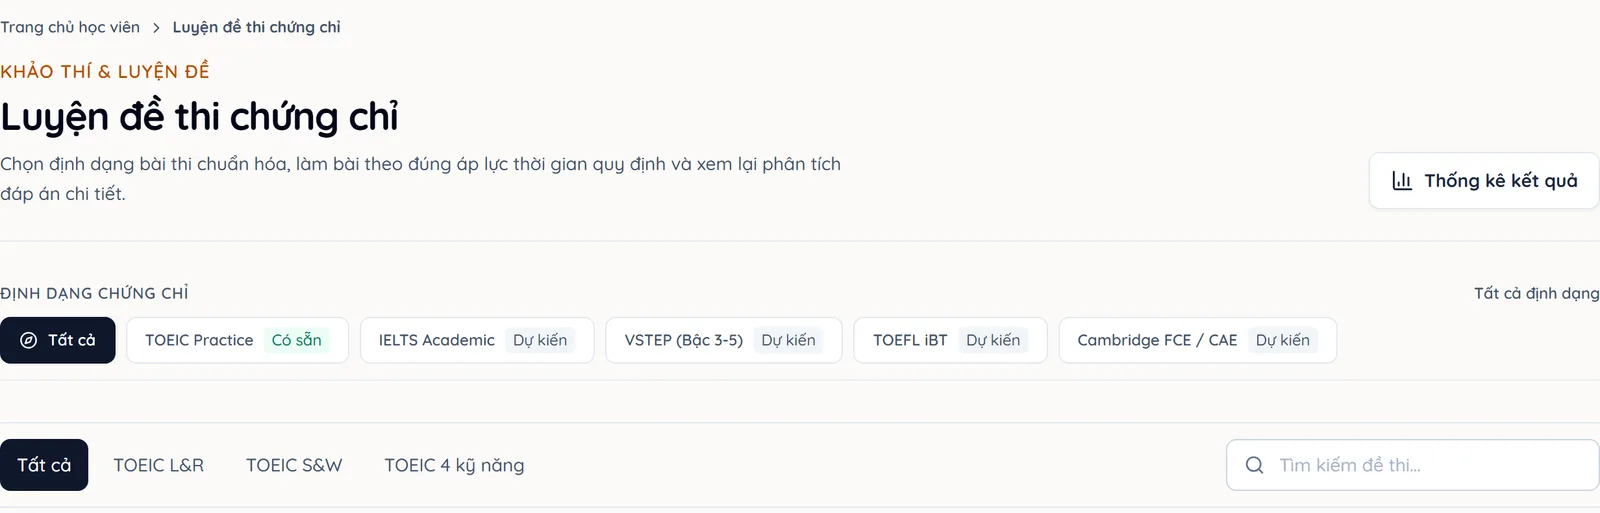 Trang chủ học viên > Luyện đề thi chứng chỉ
KHẢO THÍ & LUYỆN ĐỀ
Luyện đề thi chứng chỉ
Chọn định dạng bài thi chuẩn hóa, làm bài theo đúng áp lực thời gian quy định và xem lại phân tích
đáp án chi tiết.
Thống kê kết quả
ĐỊNH DẠNG CHỨNG CHỈ
Tất cả định dạng
Tất cả TOEIC Practice Có sẵn IELTS Academic Dự kiến VSTEP (Bậc 3-5) Dự kiến TOEFL iBT Dự kiến Cambridge FCE / CAE Dự kiến
Tất cả TOEIC L&R TOEIC S&W TOEIC 4 kỹ năng
Tìm kiếm đề thi...